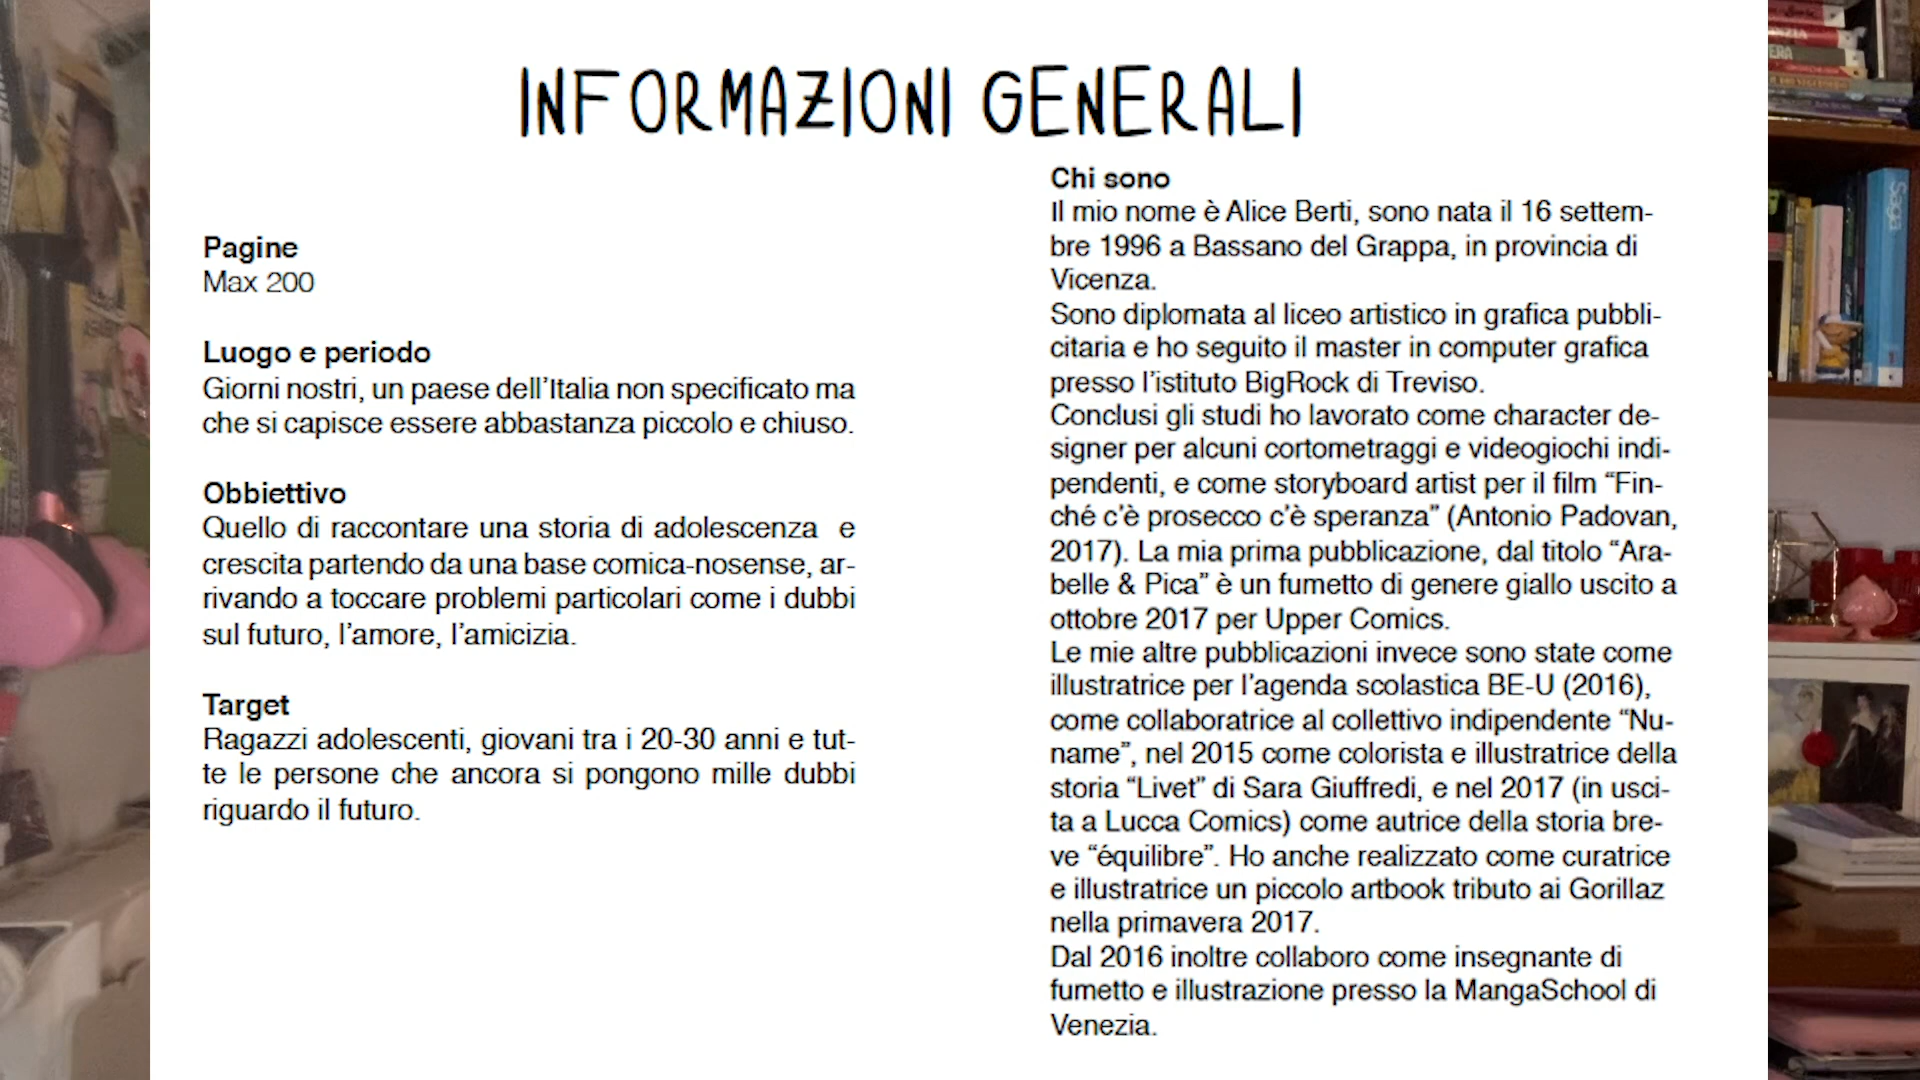 INFORMAZIONI GENERALI
Pagine
Max 200
Luogo e periodo
Giorni nostri, un paese dell’Italia non specificato ma
che si capisce essere abbastanza piccolo e chiuso.
Obbiettivo
Quello di raccontare una storia di adolescenza e
crescita partendo da una base comica-nosense, ar-
rivando a toccare problemi particolari come i dubbi
sul futuro, l’amore, l’amicizia.
Target
Ragazzi adolescenti, giovani tra i 20-30 anni e tut-
te le persone che ancora si pongono mille dubbi
riguardo il futuro.
Chi sono
Il mio nome è Alice Berti, sono nata il 16 settem-
bre 1996 a Bassano del Grappa, in provincia di
Vicenza.
Sono diplomata al liceo artistico in grafica pubbli-
citaria e ho seguito il master in computer grafica
presso l’istituto BigRock di Treviso.
Conclusi gli studi ho lavorato come character de-
signer per alcuni cortometraggi e videogiochi indi-
pendenti, e come storyboard artist per il film “Fin-
ché c’è prosecco c’è speranza” (Antonio Padovan,
2017). La mia prima pubblicazione, dal titolo “Ara-
belle & Pica” è un fumetto di genere giallo uscito a
ottobre 2017 per Upper Comics.
Le mie altre pubblicazioni invece sono state come
illustratrice per l’agenda scolastica BE-U (2016),
come collaboratrice al collettivo indipendente “Nu-
name”, nel 2015 come colorista e illustratrice della
storia “Livet” di Sara Giuffredi, e nel 2017 (in usci-
ta a Lucca Comics) come autrice della storia bre-
ve “équilibre”. Ho anche realizzato come curatrice
e illustratrice un piccolo artbook tributo ai Gorillaz
nella primavera 2017.
Dal 2016 inoltre collaboro come insegnante di
fumetto e illustrazione presso la MangaSchool di
Venezia.
Saga